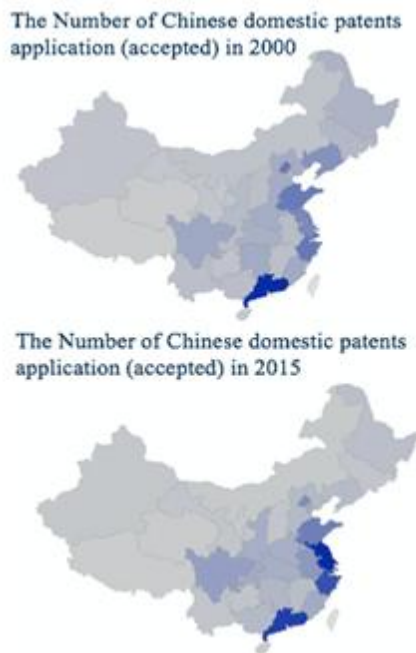 The Number of Chinese domestic patents
application (accepted) in 2000
The Number of Chinese domestic patents
application (accepted) in 2015